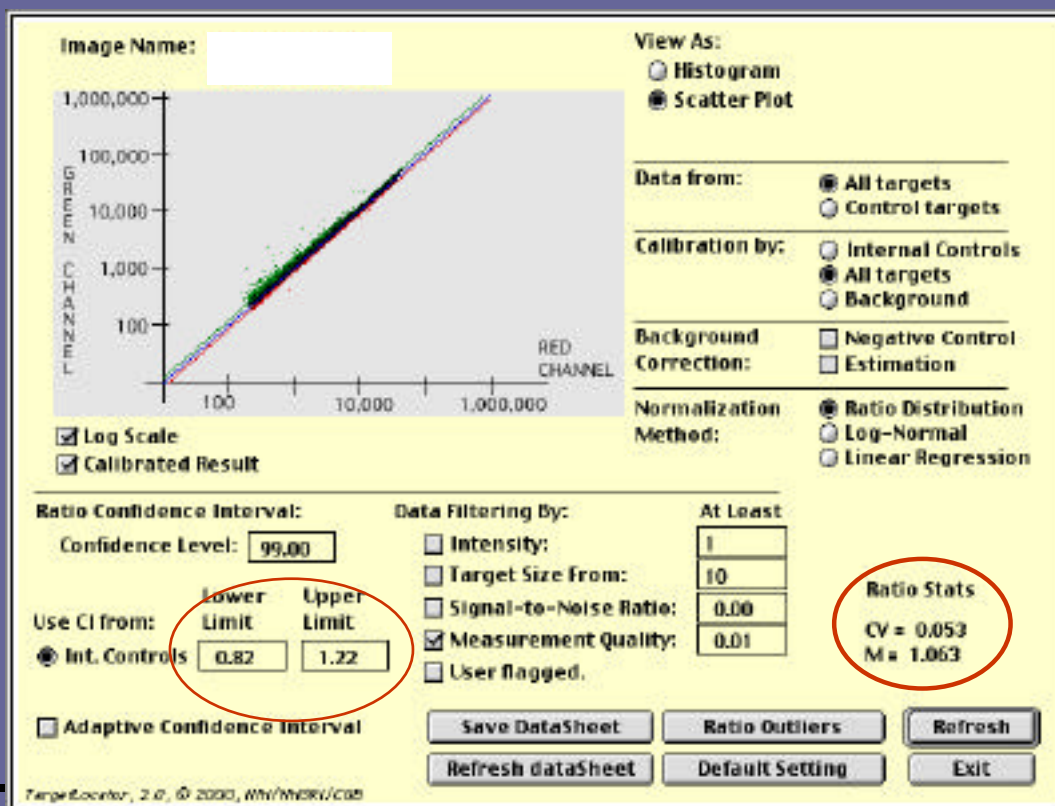 Image Name:
1,000,000
100,000
10,000
1,000
100
GREEN CHANNEL
RED
CHANNEL
100
10,000
1,000,000
Log Scale
Calibrated Result
View As:
Histogram
Scatter Plot
Data from:
All targets
Control targets
Calibration by:
Internal Controls
All targets
Background
Background
Correction:
Negative Control
Estimation
Normalization
Method:
Ratio Distribution
Log-Normal
Linear Regression
Ratio Confidence Interval:
Confidence Level: 99.00
Lower Upper
Limit Limit
Use CI from:
Int. Controls 0.82 1.22
Adaptive Confidence Interval
Data Filtering By: At Least
Intensity: 1
Target Size From: 10
Signal-to-Noise Ratio: 0.00
Measurement Quality: 0.01
User flagged.
Ratio Stats
CV = 0.053
M = 1.063
Save DataSheet Ratio Outliers Refresh
Refresh dataSheet Default Setting Exit
TargetLocator, 2.0, © 2000, NIH/NHGRI/CGB